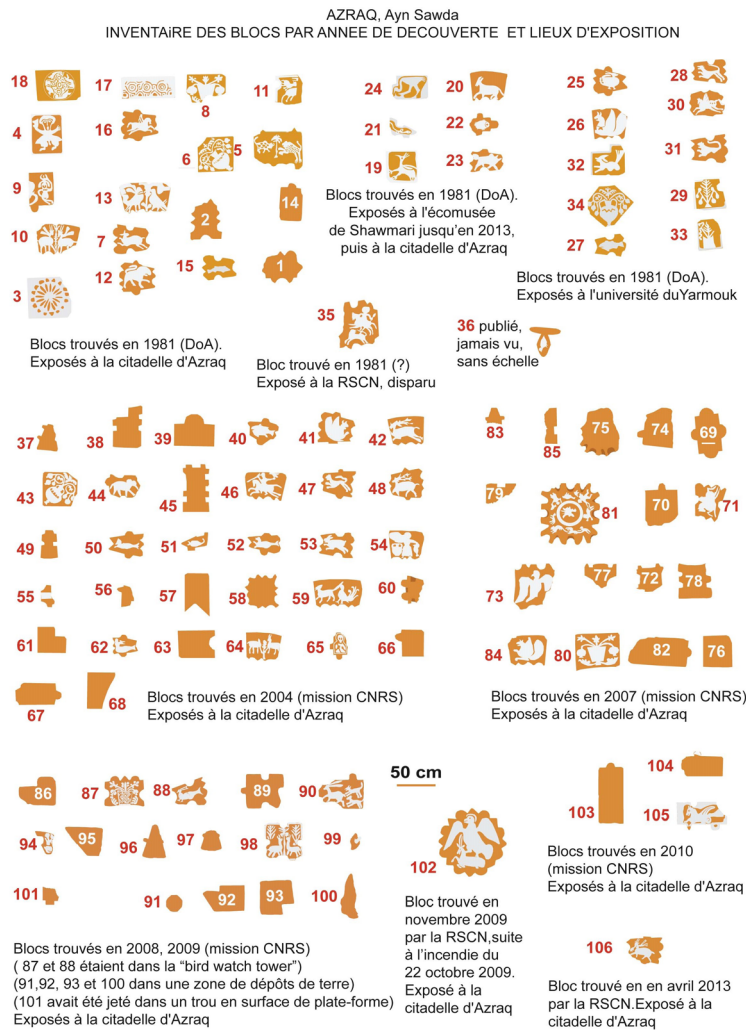 AZRAQ, Ayn Sawda
INVENTAiRE DES BLOCS PAR ANNEE DE DECOUVERTE ET LIEUX D'EXPOSITION
18 17 8 11
4 16 6 5
9 13 2 14
10 7
3 12 15 1
Blocs trouvés en 1981 (DoA).
Exposés à la citadelle d'Azraq
24 20
21 22
19 23
Blocs trouvés en 1981 (DoA).
Exposés à l'écomusée
de Shawmari jusqu'en 2013,
puis à la citadelle d'Azraq
25 28
26 30
32 31
34 29
27 33
Blocs trouvés en 1981 (DoA).
Exposés à l'université duYarmouk
35
Bloc trouvé en 1981 (?)
Exposé à la RSCN, disparu
36 publié,
jamais vu,
sans échelle
37 38 39 40 41 42
43 44 45 46 47 48
49 50 51 52 53 54
55 56 57 58 59 60
61 62 63 64 65 66
67 68
Blocs trouvés en 2004 (mission CNRS)
Exposés à la citadelle d'Azraq
83 85 75 74 69
79 81 70 71
73 77 72 78
84 80 82 76
Blocs trouvés en 2007 (mission CNRS)
Exposés à la citadelle d'Azraq
86 87 88 89 90
94 95 96 97 98 99
101 91 92 93 100
Blocs trouvés en 2008, 2009 (mission CNRS)
( 87 et 88 étaient dans la “bird watch tower”)
(91,92, 93 et 100 dans une zone de dépôts de terre)
(101 avait été jeté dans un trou en surface de plate-forme)
Exposés à la citadelle d'Azraq
50 cm
102
Bloc trouvé en
novembre 2009
par la RSCN,suite
à l’incendie du
22 octobre 2009.
Exposé à la
citadelle d'Azraq
103 104
105
Blocs trouvés en 2010
(mission CNRS)
Exposés à la citadelle d'Azraq
106
Bloc trouvé en en avril 2013
par la RSCN.Exposé à la
citadelle d'Azraq